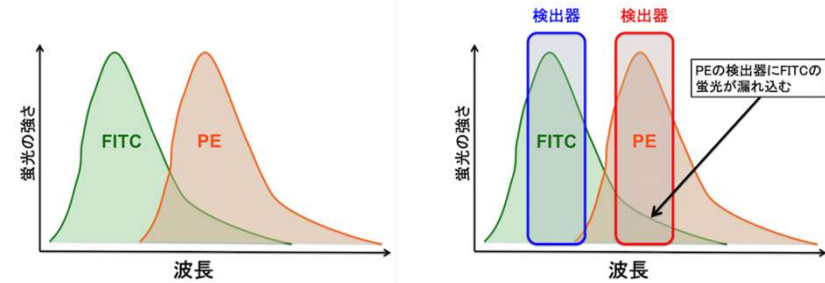 蛍光の強さ
FITC
PE
波長
検出器
検出器
蛍光の強さ
FITC
PE
PEの検出器にFITCの
蛍光が漏れ込む
波長